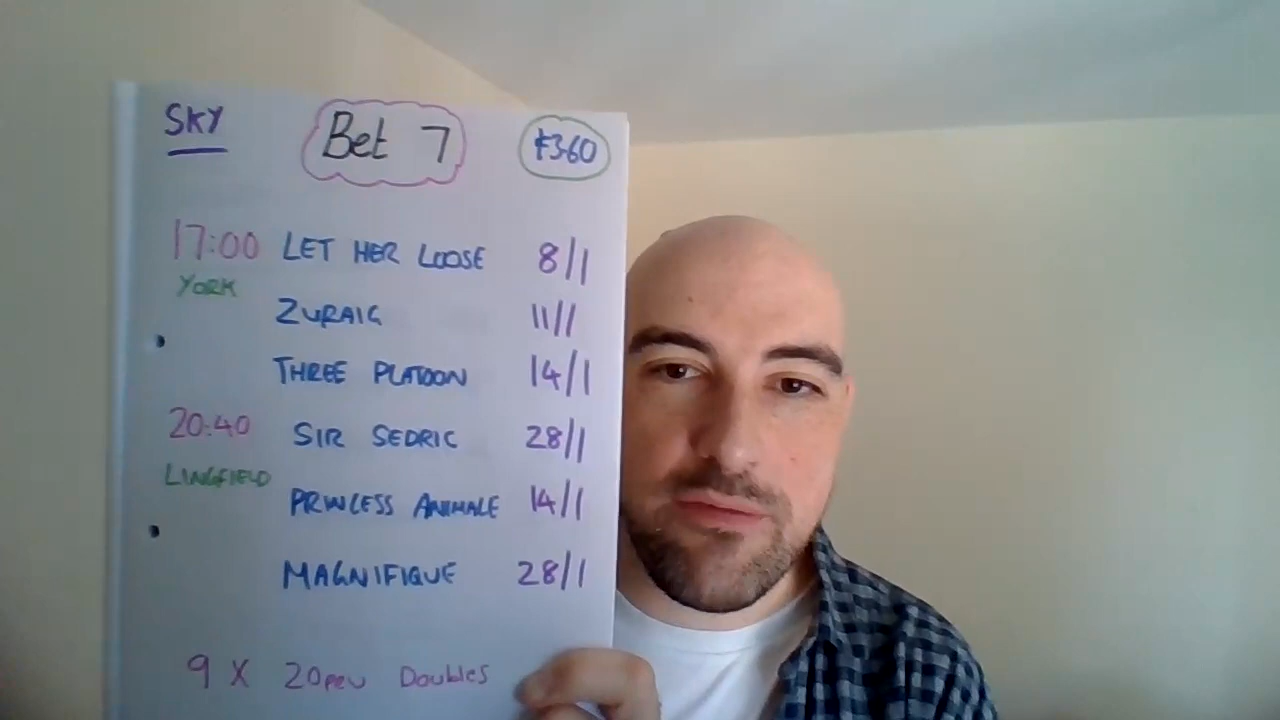 SKY Bet 7 £360
17:00 LET HER LOOSE 8/1
YORK
ZURAIG 11/1
THREE PLATOON 14/1
20:40 SIR SEDRIC 28/1
LINGFIELD
PRINCESS ANIMALE 14/1
MAGNIFIQUE 28/1
9 X 20pew Doubles